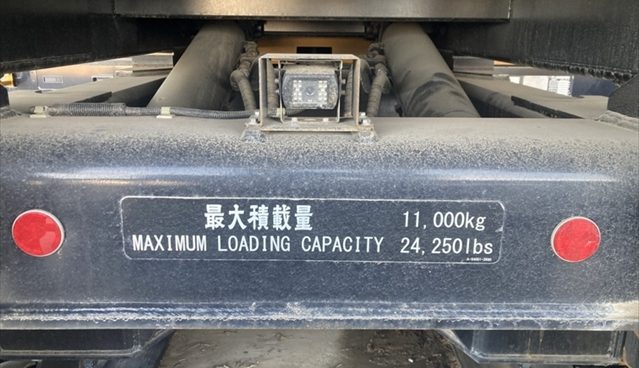 最大積載量 11,000kg
MAXIMUM LOADING CAPACITY 24,250lbs